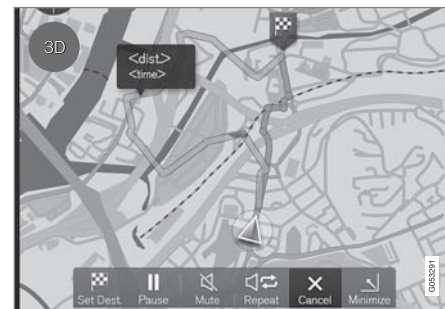 3D
<dist.>
<time>
Set Dest. Pause Mute Repeat Cancel Minimize
G053291